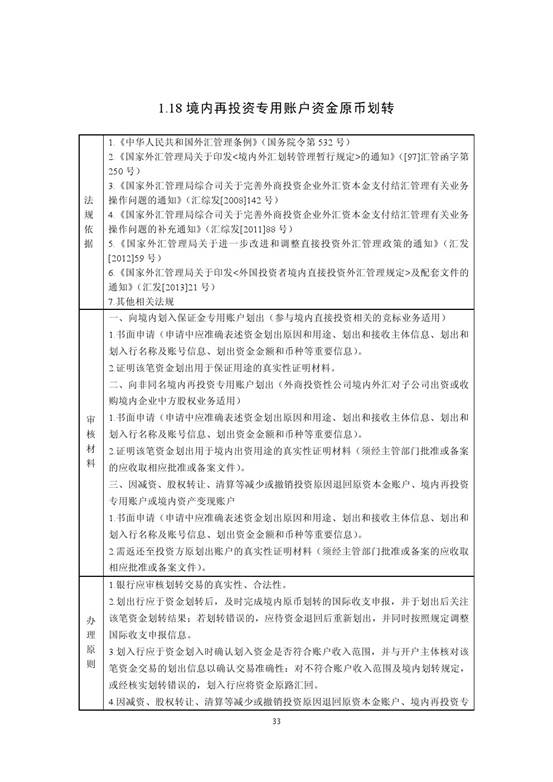 1.18 境内再投资专用账户资金原币划转
法规依据
1.《中华人民共和国外汇管理条例》（国务院令第 532 号）
2.《国家外汇管理局关于印发<境内外汇划转管理暂行规定>的通知》（[97]汇管函字第
250 号）
3.《国家外汇管理局综合司关于完善外商投资企业外汇资本金支付结汇管理有关业务
操作问题的通知》（汇综发[2008]142 号）
4.《国家外汇管理局综合司关于完善外商投资企业外汇资本金支付结汇管理有关业务
操作问题的补充通知》（汇综发[2011]88 号）
5.《国家外汇管理局关于进一步改进和调整直接投资外汇管理政策的通知》（汇发
[2012]59 号）
6.《国家外汇管理局关于印发<外国投资者境内直接投资外汇管理规定>及配套文件的
通知》（汇发[2013]21 号）
7.其他相关法规
审核材料
一、向境内划入保证金专用账户划出（参与境内直接投资相关的竞标业务适用）
1.书面申请（申请中应准确表述资金划出原因和用途、划出和接收主体信息、划出和
划入行名称及账号信息、划出资金金额和币种等重要信息）。
2.证明该笔资金划出用于保证用途的真实性证明材料。
二、向非同名境内再投资专用账户划出（外商投资性公司境内外汇对子公司出资或收
购境内企业中方股权业务适用）
1.书面申请（申请中应准确表述资金划出原因和用途、划出和接收主体信息、划出和
划入行名称及账号信息、划出资金金额和币种等重要信息）。
2.证明该笔资金划出用于境内出资用途的真实性证明材料（须经主管部门批准或备案
的应收取相应批准或备案文件）。
三、因减资、股权转让、清算等减少或撤销投资原因退回原资本金账户、境内再投资
专用账户或境内资产变现账户
1.书面申请（申请中应准确表述资金划出原因和用途、划出和接收主体信息、划出和
划入行名称及账号信息、划出资金金额和币种等重要信息）。
2.需返还至投资方原划出账户的真实性证明材料（须经主管部门批准或备案的应收取
相应批准或备案文件）。
办理原则
1.银行应审核划转交易的真实性、合法性。
2.划出行应于资金划转后，及时完成境内原币划转的国际收支申报，并于划出后关注
该笔资金划转结果；若划转错误的，应待资金退回后重新划出，并同时按照规定调整
国际收支申报信息。
3.划入行应于资金划入时确认划入资金是否符合账户收入范围，并与开户主体核对该
笔资金交易的划出信息以确认交易准确性；对不符合账户收入范围及境内划转规定，
或经核实划转错误的，划入行应将资金原路汇回。
4.因减资、股权转让、清算等减少或撤销投资原因退回原资本金账户、境内再投资专
33